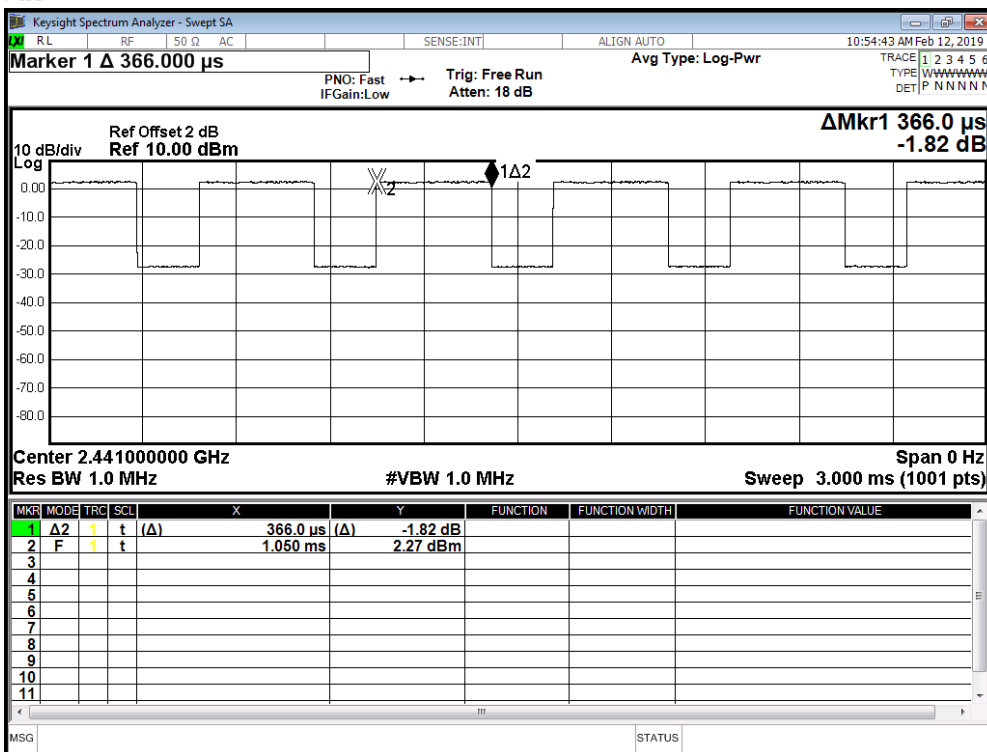 Keysight Spectrum Analyzer - Swept SA
LXI RL RF 50 Ω AC SENSE:INT ALIGN AUTO 10:54:43 AM Feb 12, 2019
Marker 1 Δ 366.000 µs
PNO: Fast
IFGain:Low
Trig: Free Run
Atten: 18 dB
Avg Type: Log-Pwr
TRACE 1 2 3 4 5 6
TYPE WWWWWW
DET P N N N N N
ΔMkr1 366.0 µs
-1.82 dB
Ref Offset 2 dB
10 dB/div Ref 10.00 dBm
Log
1Δ2
2
0.00
-10.0
-20.0
-30.0
-40.0
-50.0
-60.0
-70.0
-80.0
Center 2.441000000 GHz Span 0 Hz
Res BW 1.0 MHz #VBW 1.0 MHz Sweep 3.000 ms (1001 pts)
MKR MODE TRC SCL X Y FUNCTION FUNCTION WIDTH FUNCTION VALUE
1 Δ2 1 t (Δ) 366.0 µs (Δ) -1.82 dB
2 F 1 t 1.050 ms 2.27 dBm
3
4
5
6
7
8
9
10
11
MSG STATUS